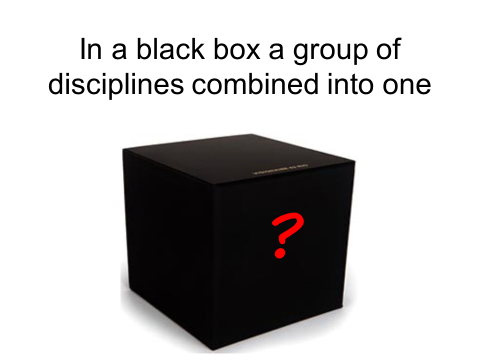 In a black box a group of
disciplines combined into one
?